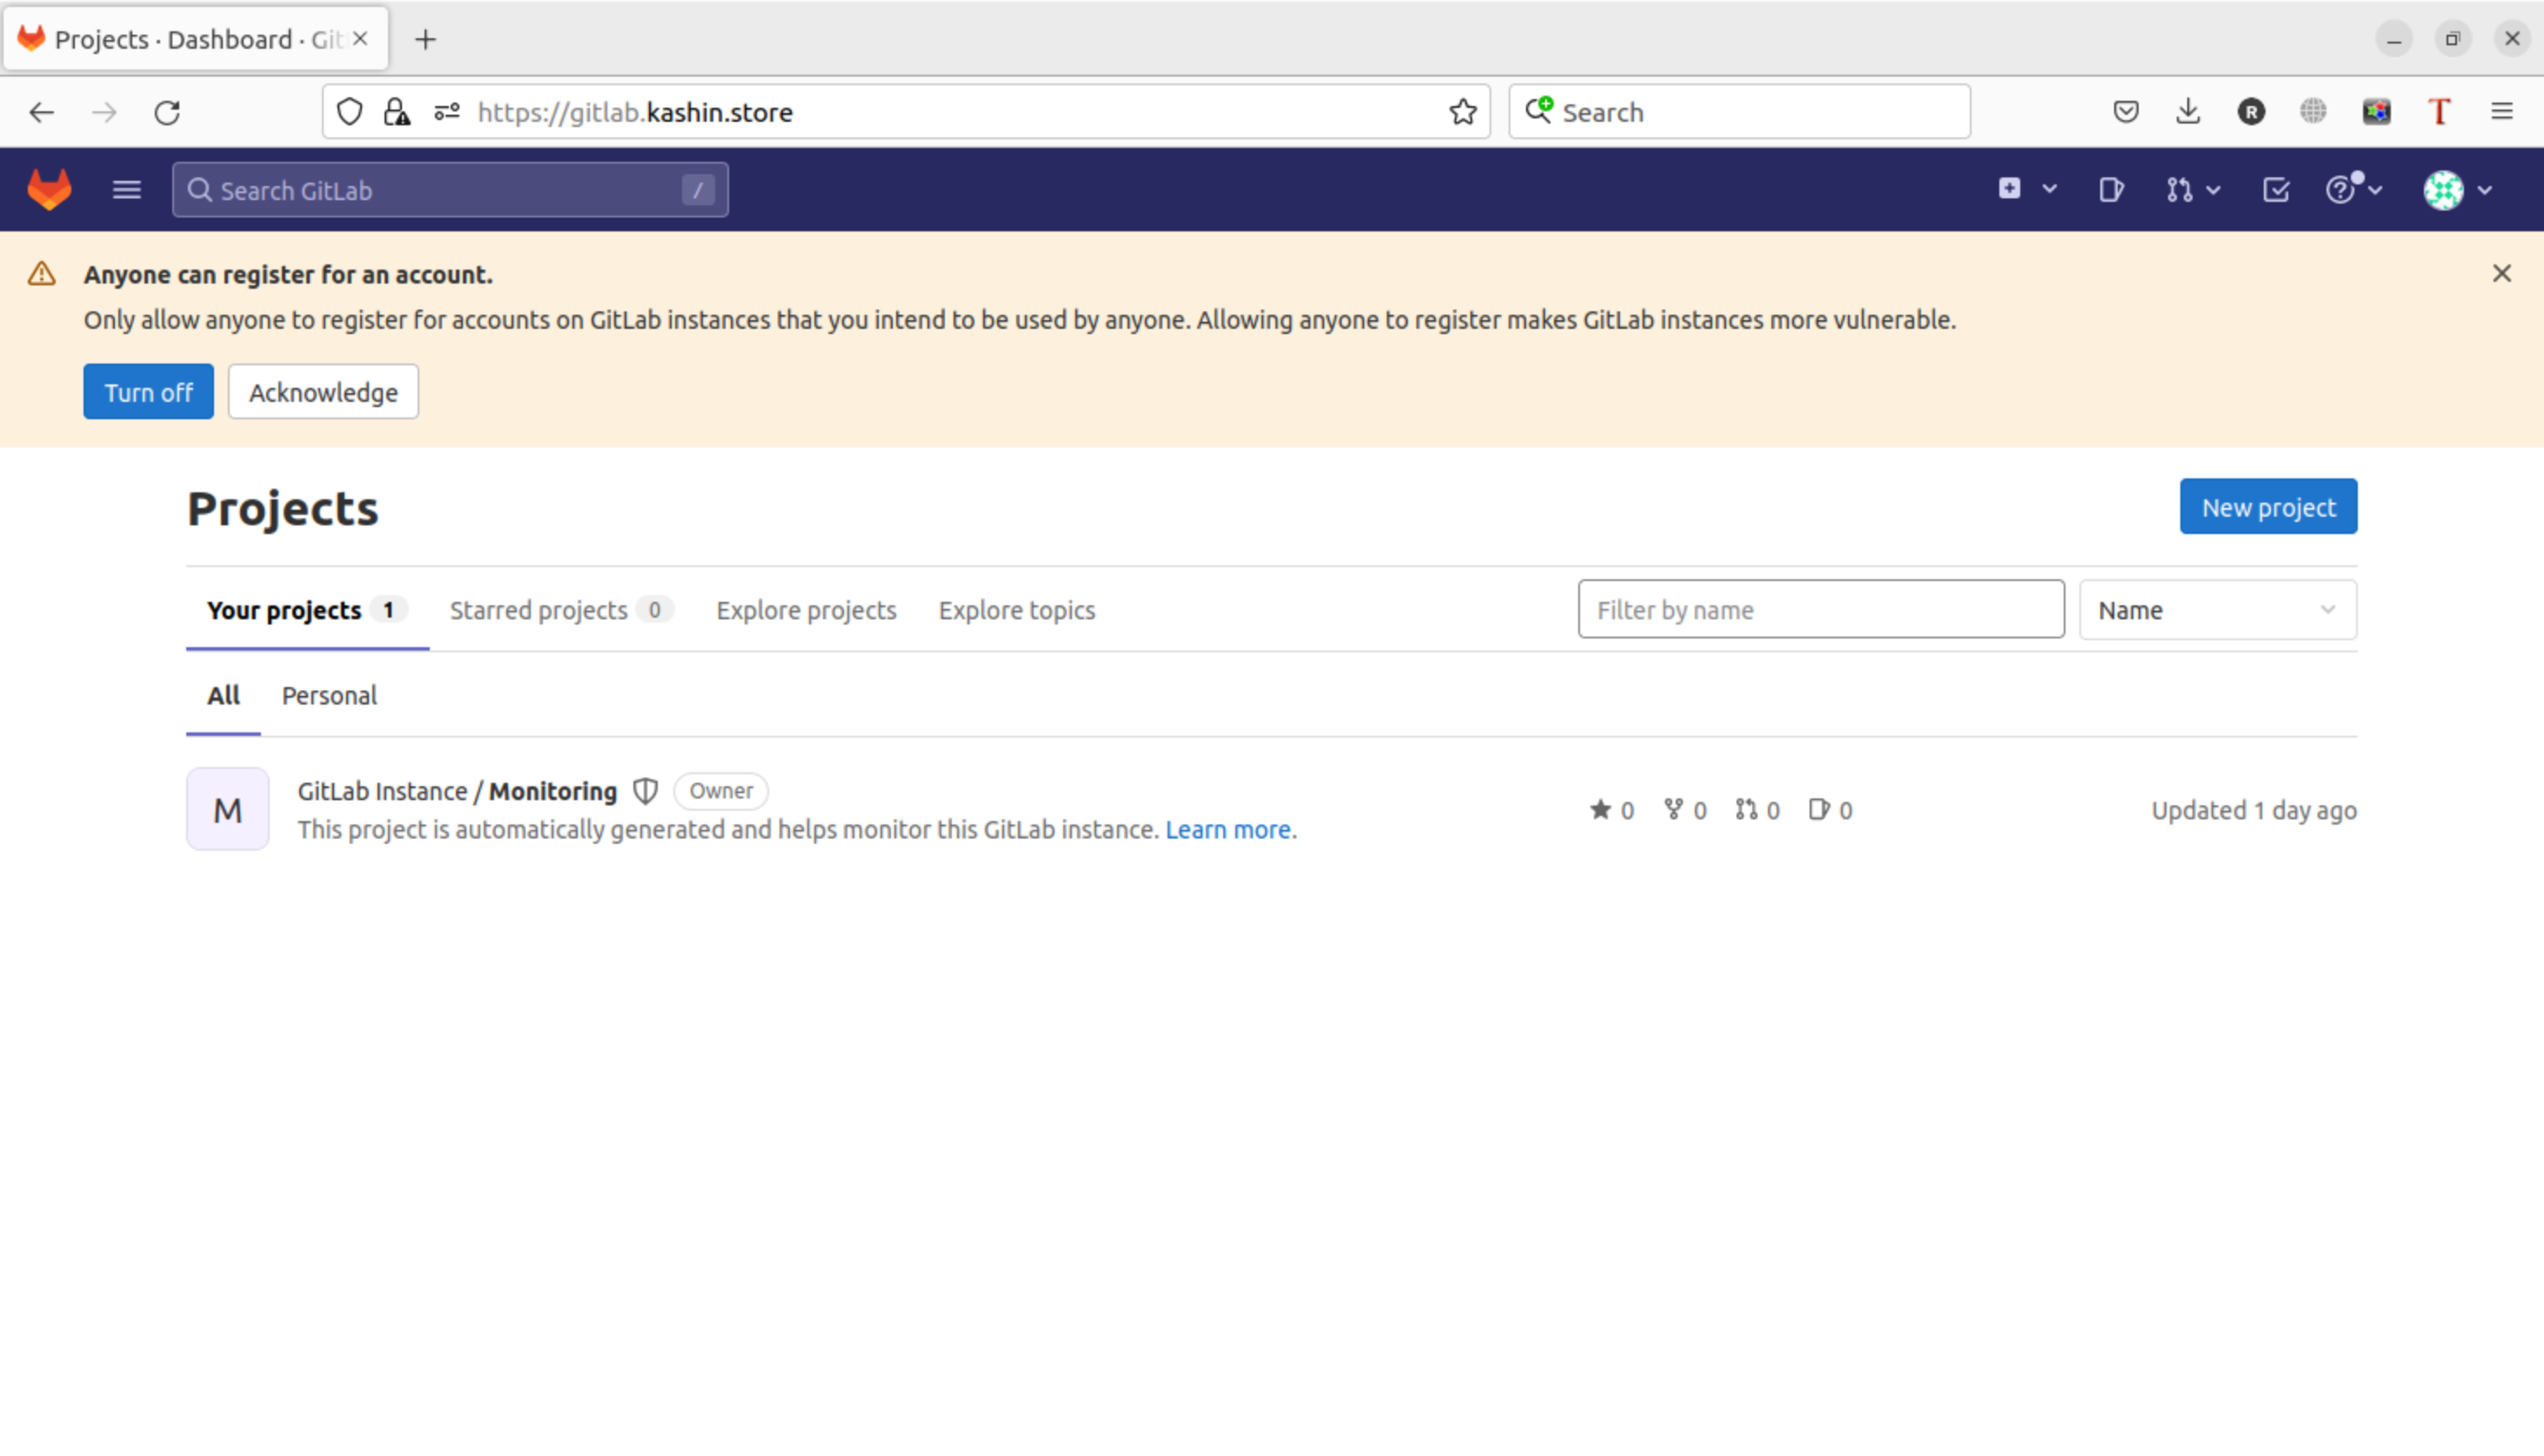 Projects · Dashboard · Git
https://gitlab.kashin.store
Search
R
T
Search GitLab
/
Anyone can register for an account.
Only allow anyone to register for accounts on GitLab instances that you intend to be used by anyone. Allowing anyone to register makes GitLab instances more vulnerable.
Turn off Acknowledge
Projects
New project
Your projects 1 Starred projects 0 Explore projects Explore topics
Filter by name
Name
All Personal
M
GitLab Instance / Monitoring Owner
This project is automatically generated and helps monitor this GitLab instance. Learn more.
0 0 0 0
Updated 1 day ago